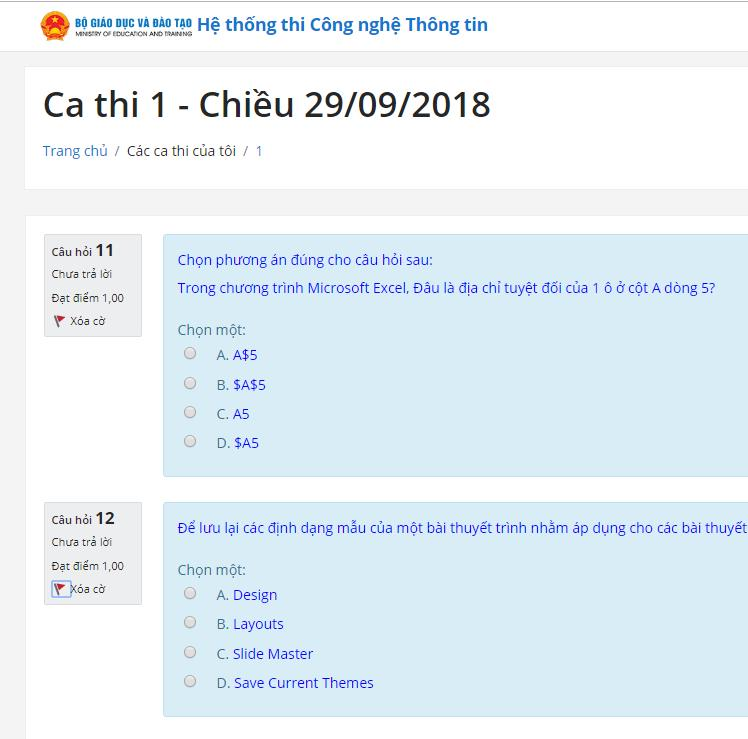 BỘ GIÁO DỤC VÀ ĐÀO TẠO
MINISTRY OF EDUCATION AND TRAINING
Hệ thống thi Công nghệ Thông tin
Ca thi 1 - Chiều 29/09/2018
Trang chủ / Các ca thi của tôi / 1
Câu hỏi 11
Chưa trả lời
Đạt điểm 1,00
Xóa cờ
Chọn phương án đúng cho câu hỏi sau:
Trong chương trình Microsoft Excel, Đâu là địa chỉ tuyệt đối của 1 ô ở cột A dòng 5?
Chọn một:
A. A$5
B. $A$5
C. A5
D. $A5
Câu hỏi 12
Chưa trả lời
Đạt điểm 1,00
Xóa cờ
Để lưu lại các định dạng mẫu của một bài thuyết trình nhằm áp dụng cho các bài thuyết
Chọn một:
A. Design
B. Layouts
C. Slide Master
D. Save Current Themes